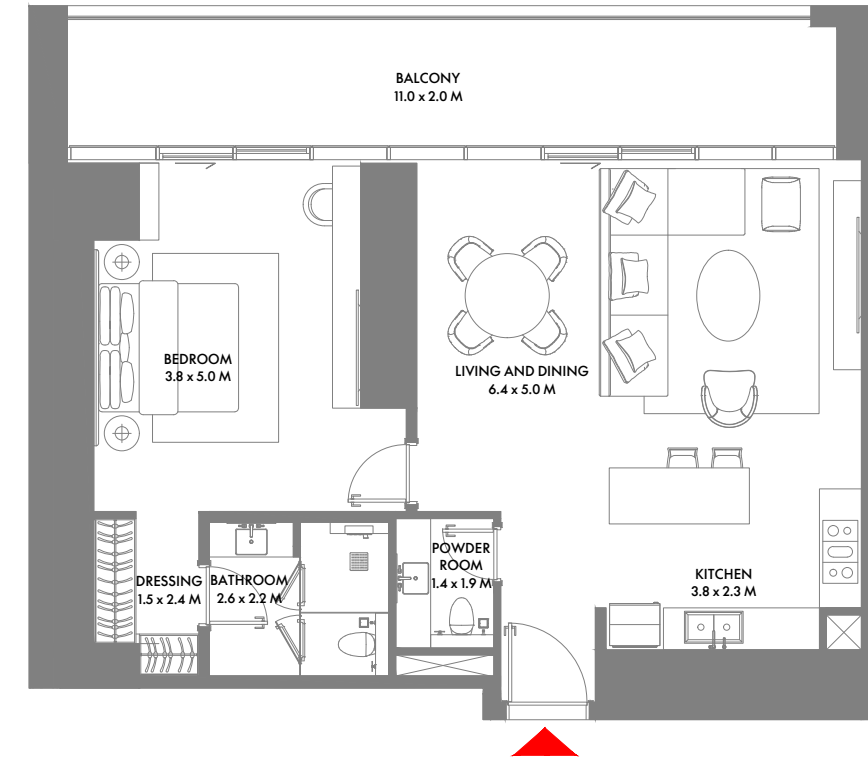 BALCONY
11.0 x 2.0 M
BEDROOM
3.8 x 5.0 M
LIVING AND DINING
6.4 x 5.0 M
POWDER
ROOM
1.4 x 1.9 M
DRESSING
1.5 x 2.4 M
BATHROOM
2.6 x 2.2 M
KITCHEN
3.8 x 2.3 M